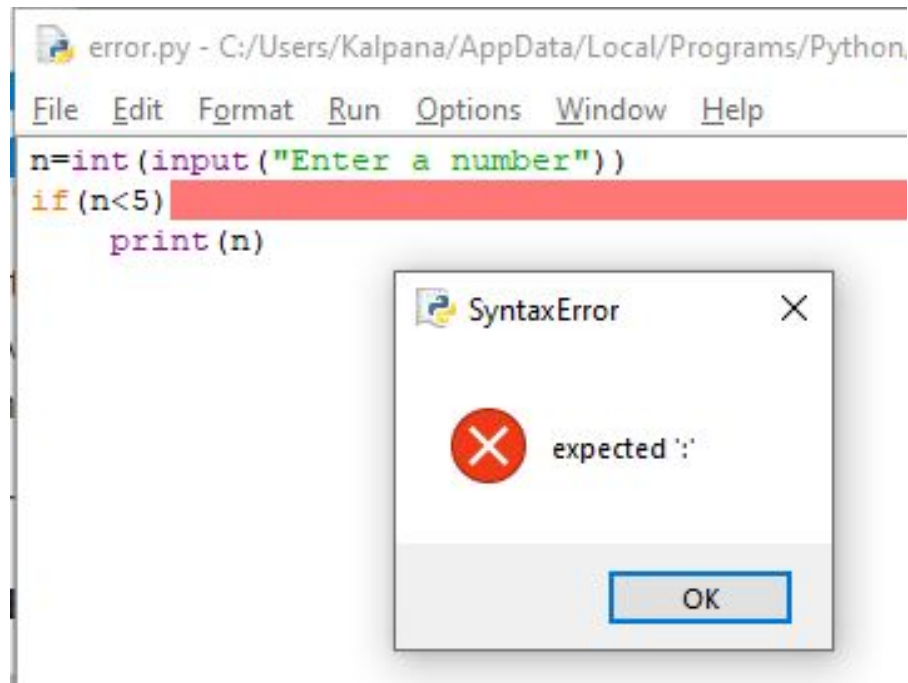 error.py - C:/Users/Kalpana/AppData/Local/Programs/Python/
File Edit Format Run Options Window Help
n=int(input("Enter a number"))
if(n<5)
    print(n)
SyntaxError
expected ':'
OK